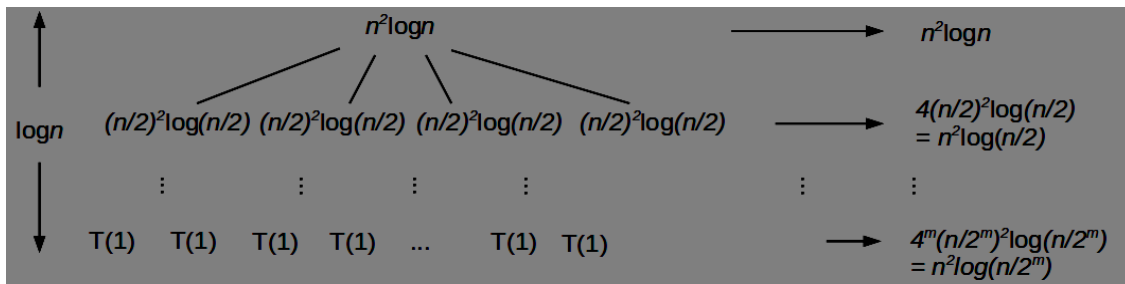 n²logn n²logn
logn (n/2)²log(n/2) (n/2)²log(n/2) (n/2)²log(n/2) (n/2)²log(n/2) 4(n/2)²log(n/2)
= n²log(n/2)
⋮ ⋮ ⋮ ⋮ ⋮ ⋮
T(1) T(1) T(1) T(1) ... T(1) T(1) 4ᵐ(n/2ᵐ)²log(n/2ᵐ)
= n²log(n/2ᵐ)